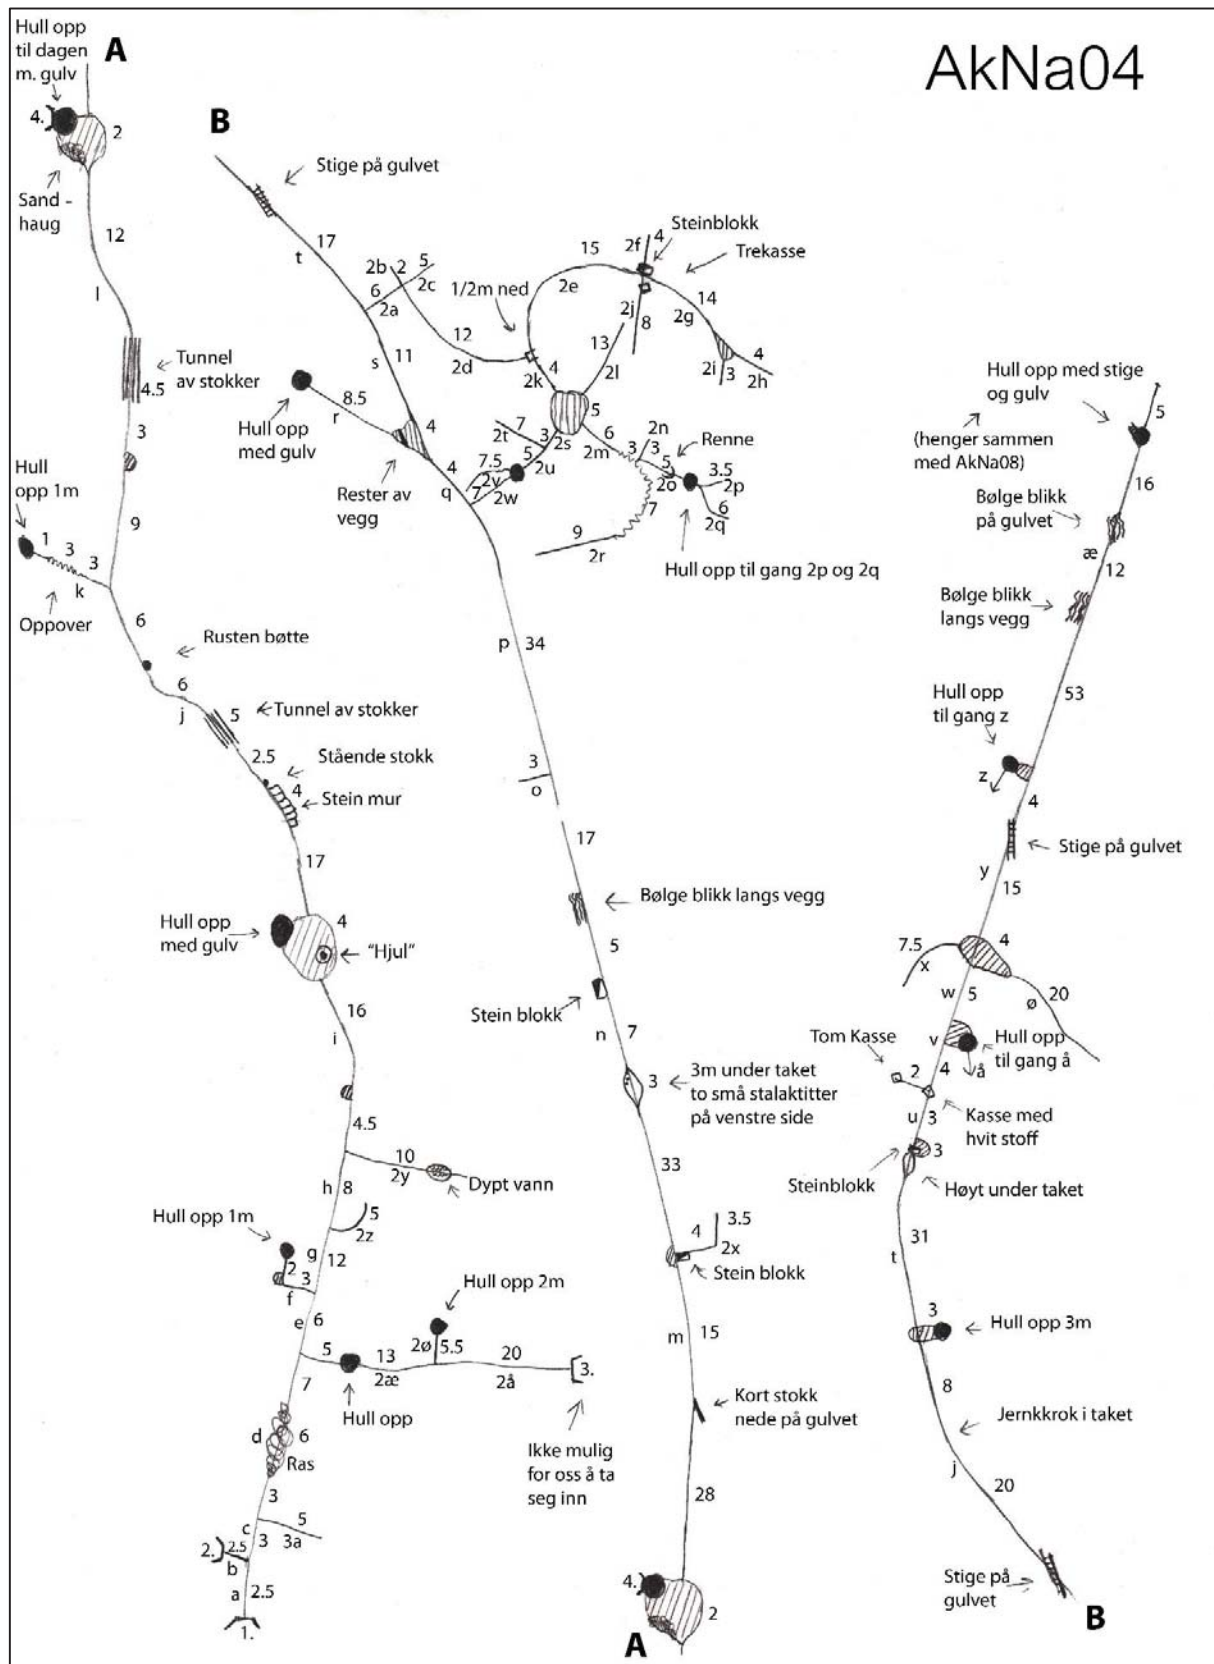 AkNa04
Hull opp
til dagen
m. gulv
A
4.
2
Sand -
haug
12
l
Tunnel
av stokker
4.5
3
Hull
opp 1m
9
1
3
3
k
Oppover
6
Rusten bøtte
6
j
5
Tunnel av stokker
2.5
Stående stokk
4
Stein mur
17
Hull opp
med gulv
4
"Hjul"
16
i
4.5
10
2y
Dypt vann
h
8
5
2z
Hull opp 1m
g
12
2
3
f
e
6
Hull opp 2m
5
13
2æ
2ø
5.5
20
2å
3.
7
Hull opp
Ikke mulig
for oss å ta
seg inn
d
6
Ras
3
c
5
3a
3
2.
2.5
b
a
2.5
1.
B
Stige på gulvet
17
t
2b
2
5
2c
6
2a
1/2m ned
12
2d
s
11
8.5
r
Hull opp
med gulv
4
Rester av
vegg
4
q
15
2e
2f
4
Steinblokk
Trekasse
2j
8
14
2g
4
2h
2i
3
13
2l
4
2k
5
6
2m
2n
3
3
Renne
5
2o
3.5
2p
6
2q
7
9
2r
Hull opp til gang 2p og 2q
7
2t
3
2s
5
2u
7.5
2v
7
2w
p
34
3
o
17
Bølge blikk langs vegg
5
Stein blokk
n
7
3
3m under taket
to små stalaktitter
på venstre side
33
4
3.5
2x
Stein blokk
m
15
Kort stokk
nede på gulvet
28
4.
2
A
Hull opp med stige
og gulv
(henger sammen
med AkNa08)
5
16
Bølge blikk
på gulvet
æ
12
Bølge blikk
langs vegg
53
Hull opp
til gang z
z
4
Stige på gulvet
y
15
7.5
x
4
w
5
20
ø
v
Hull opp
til gang å
å
Tom Kasse
2
4
u
3
Kasse med
hvit stoff
Steinblokk
3
Høyt under taket
31
t
3
Hull opp 3m
8
Jernkkrok i taket
j
20
Stige på
gulvet
B